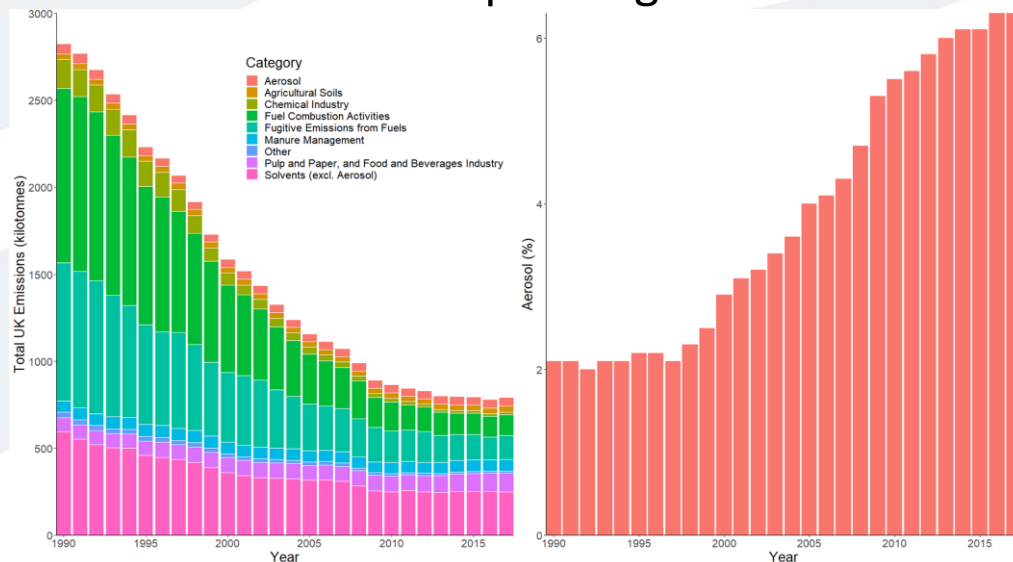 3000
2500
2000
1500
1000
500
0
Total UK Emissions (kilotonnes)
Category
Aerosol
Agricultural Soils
Chemical Industry
Fuel Combustion Activities
Fugitive Emissions from Fuels
Manure Management
Other
Pulp and Paper, and Food and Beverages Industry
Solvents (excl. Aerosol)
1990 1995 2000 2005 2010 2015
Year
6
4
2
0
Aerosol (%)
1990 1995 2000 2005 2010 2015
Year